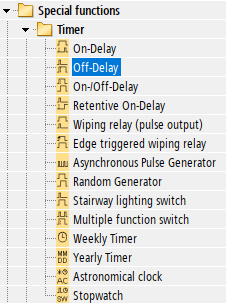 Special functions
Timer
On-Delay
Off-Delay
On-/Off-Delay
Retentive On-Delay
Wiping relay (pulse output)
Edge triggered wiping relay
Asynchronous Pulse Generator
Random Generator
Stairway lighting switch
Multiple function switch
Weekly Timer
MM
DD
Yearly Timer
AC
Astronomical clock
SW
Stopwatch